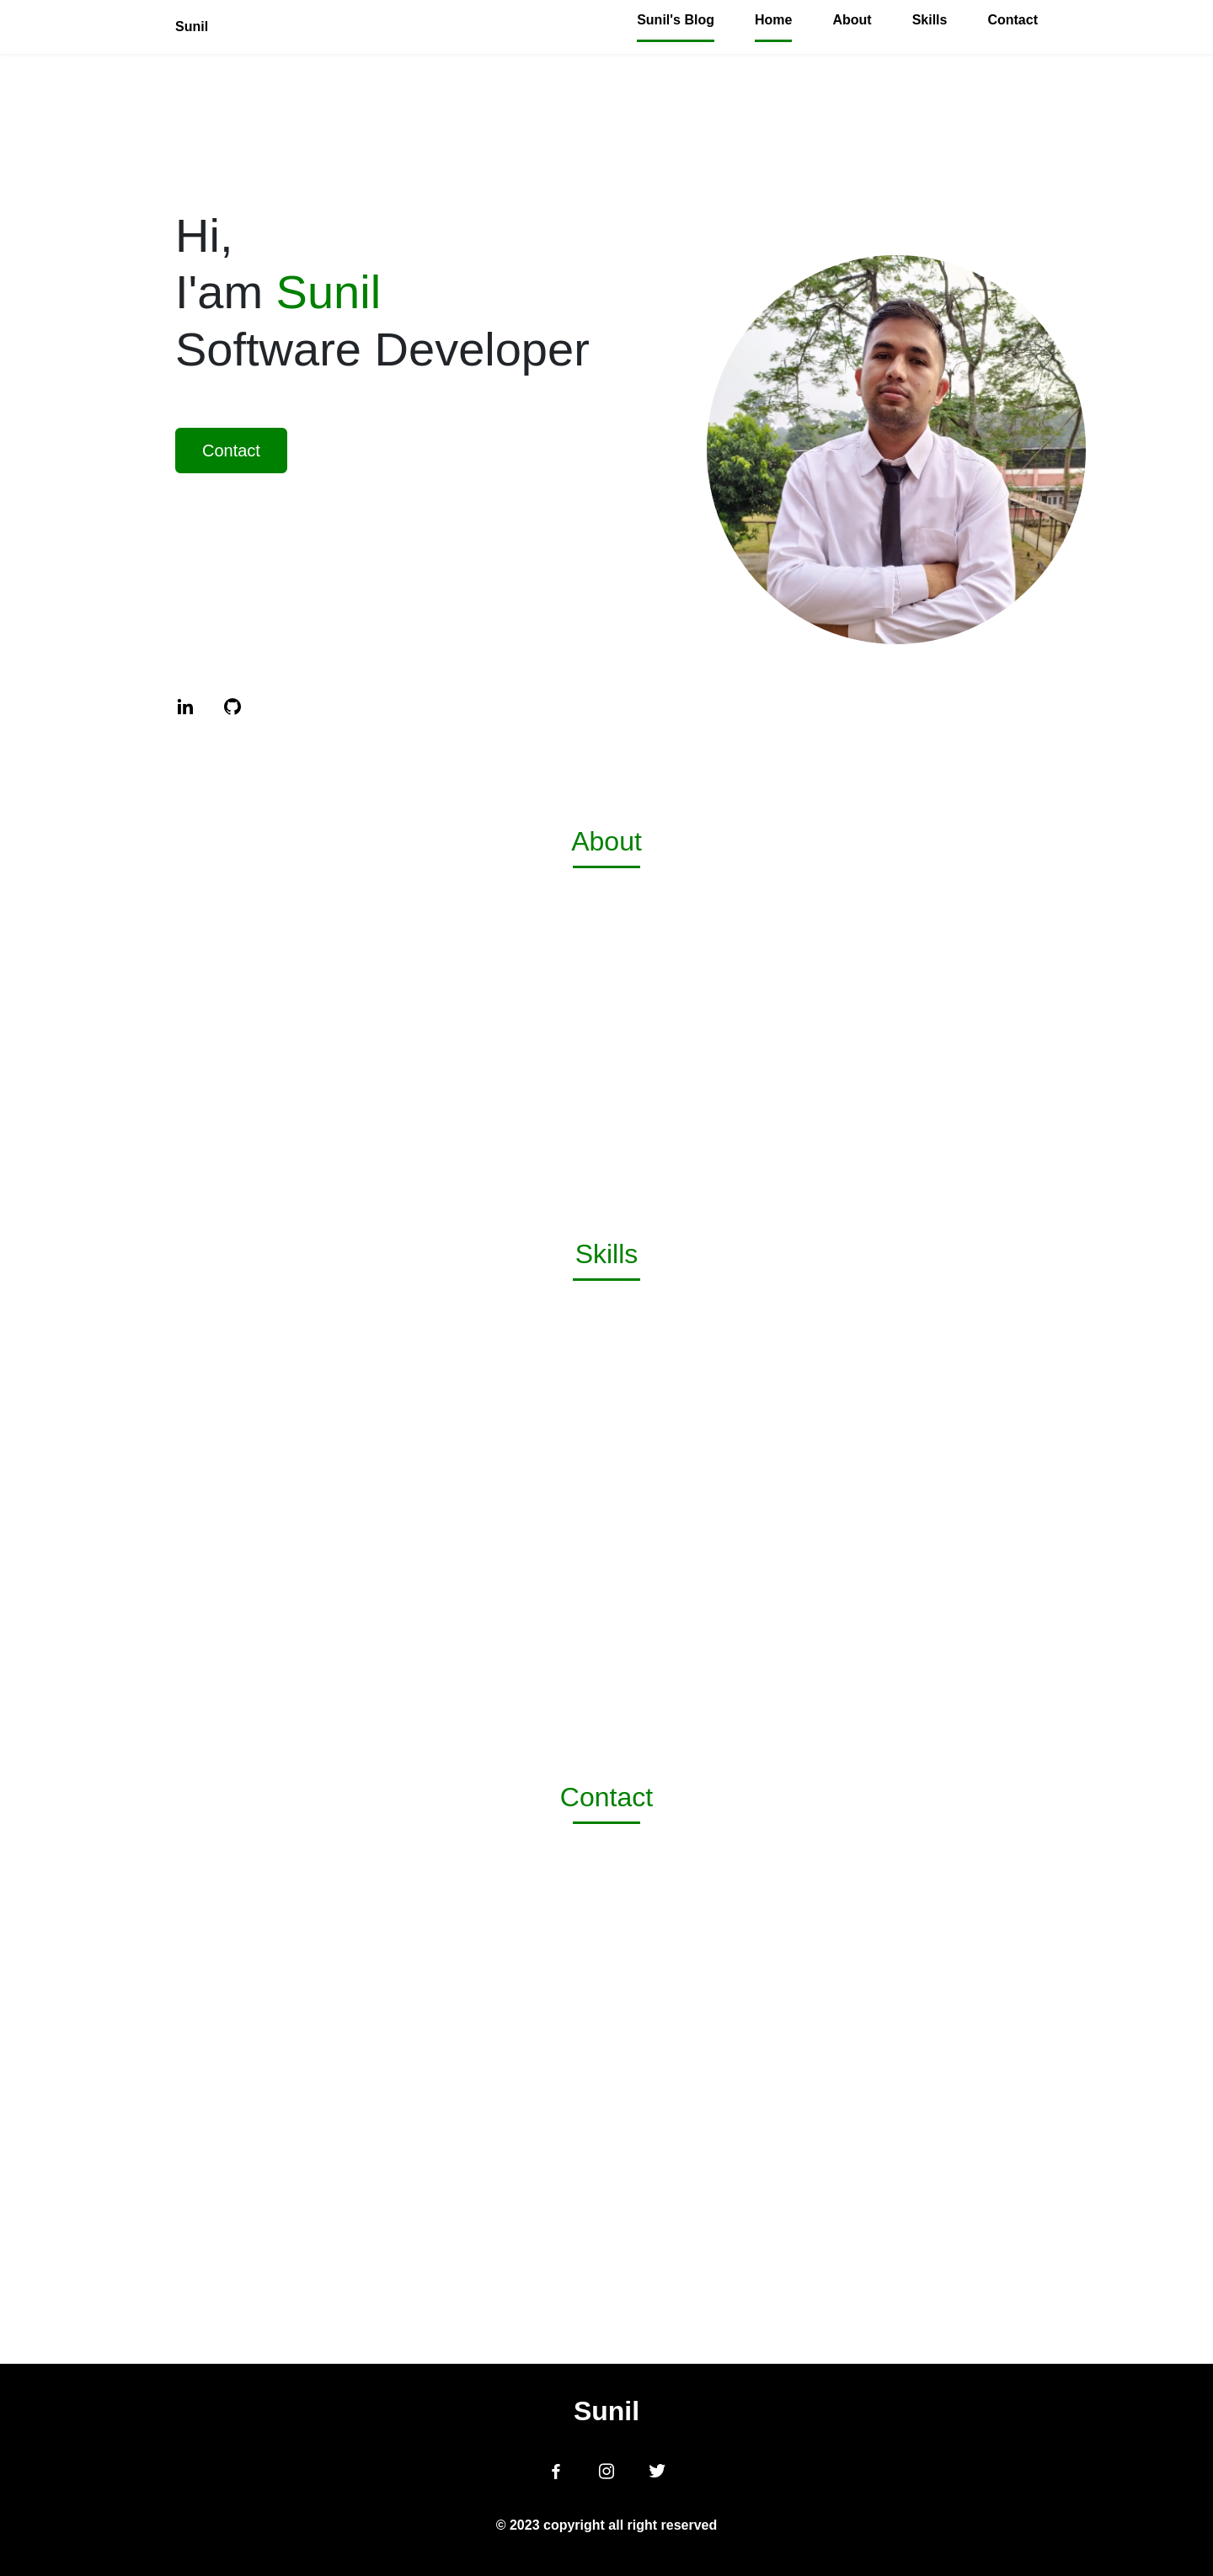 Sunil
Sunil's Blog Home About Skills Contact
Hi,
I'am Sunil
Software Developer
Contact
About
Skills
Contact
Sunil
© 2023 copyright all right reserved